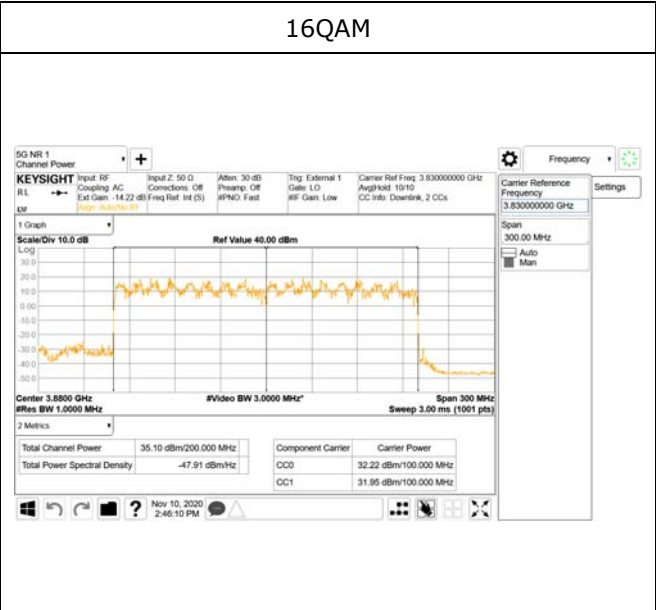 16QAM
5G NR 1
Channel Power
Frequency
KEYSIGHT
RL
Input: RF
Coupling: AC
Ext Gain: -14.22 dB
Align: Auto/No RF
Input Z: 50 Ω
Corrections: Off
Freq Ref: Int (S)
Atten: 30 dB
Preamp: Off
#PNO: Fast
Trig: External 1
Gate: LO
#IF Gain: Low
Carrier Ref Freq: 3.830000000 GHz
Avg|Hold: 10/10
CC Info: Downlink, 2 CCs
Carrier Reference
Frequency
3.830000000 GHz
Settings
Span
300.00 MHz
Auto
Man
1 Graph
Scale/Div 10.0 dB
Ref Value 40.00 dBm
Log
30.0
20.0
10.0
0.00
-10.0
-20.0
-30.0
-40.0
-50.0
Center 3.8800 GHz
#Video BW 3.0000 MHz*
Span 300 MHz
#Res BW 1.0000 MHz
Sweep 3.00 ms (1001 pts)
2 Metrics
Total Channel Power 35.10 dBm/200.000 MHz
Total Power Spectral Density -47.91 dBm/Hz
Component Carrier Carrier Power
CC0 32.22 dBm/100.000 MHz
CC1 31.95 dBm/100.000 MHz
Nov 10, 2020
2:46:10 PM